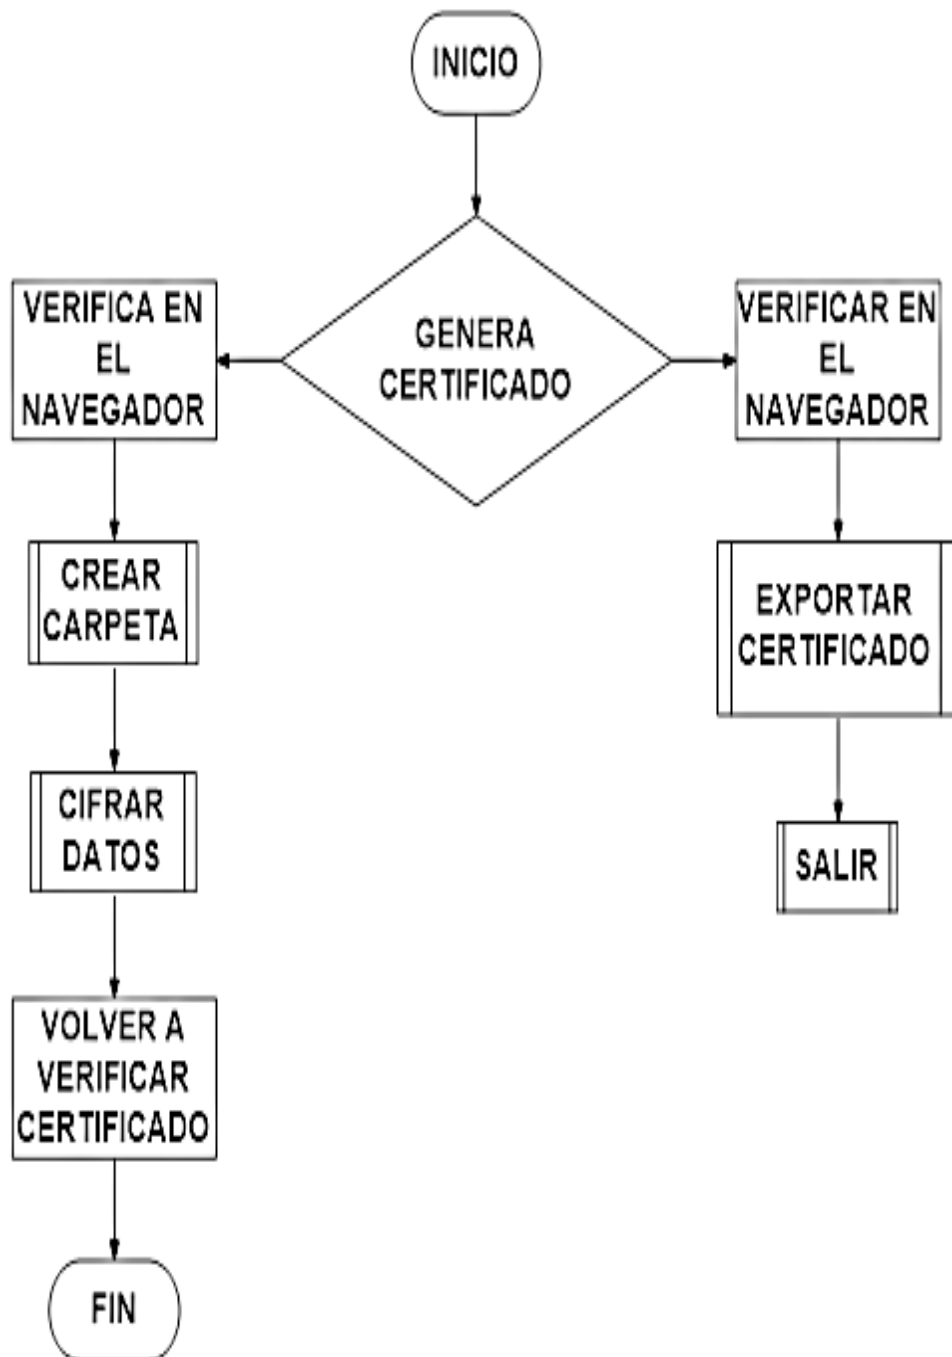 INICIO
GENERA
CERTIFICADO
VERIFICA EN
EL
NAVEGADOR
CREAR
CARPETA
CIFRAR
DATOS
VOLVER A
VERIFICAR
CERTIFICADO
FIN
VERIFICAR EN
EL
NAVEGADOR
EXPORTAR
CERTIFICADO
SALIR